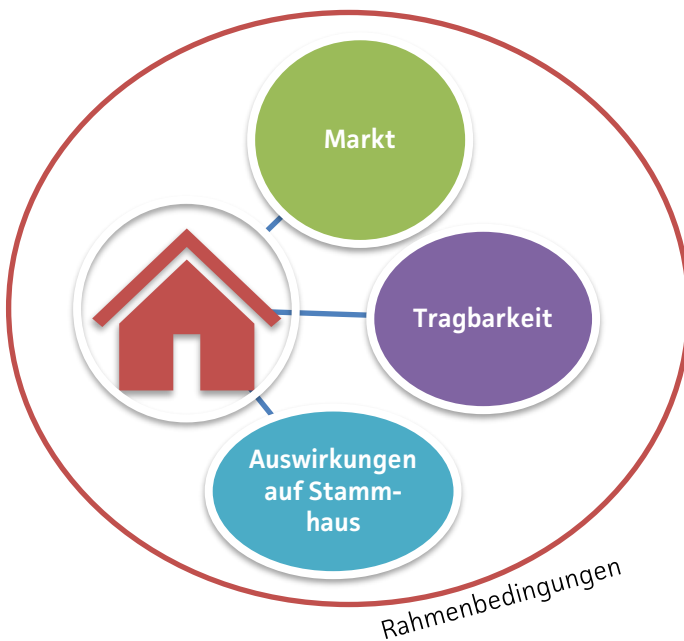 Markt
Tragbarkeit
Auswirkungen
auf Stamm-
haus
Rahmenbedingungen